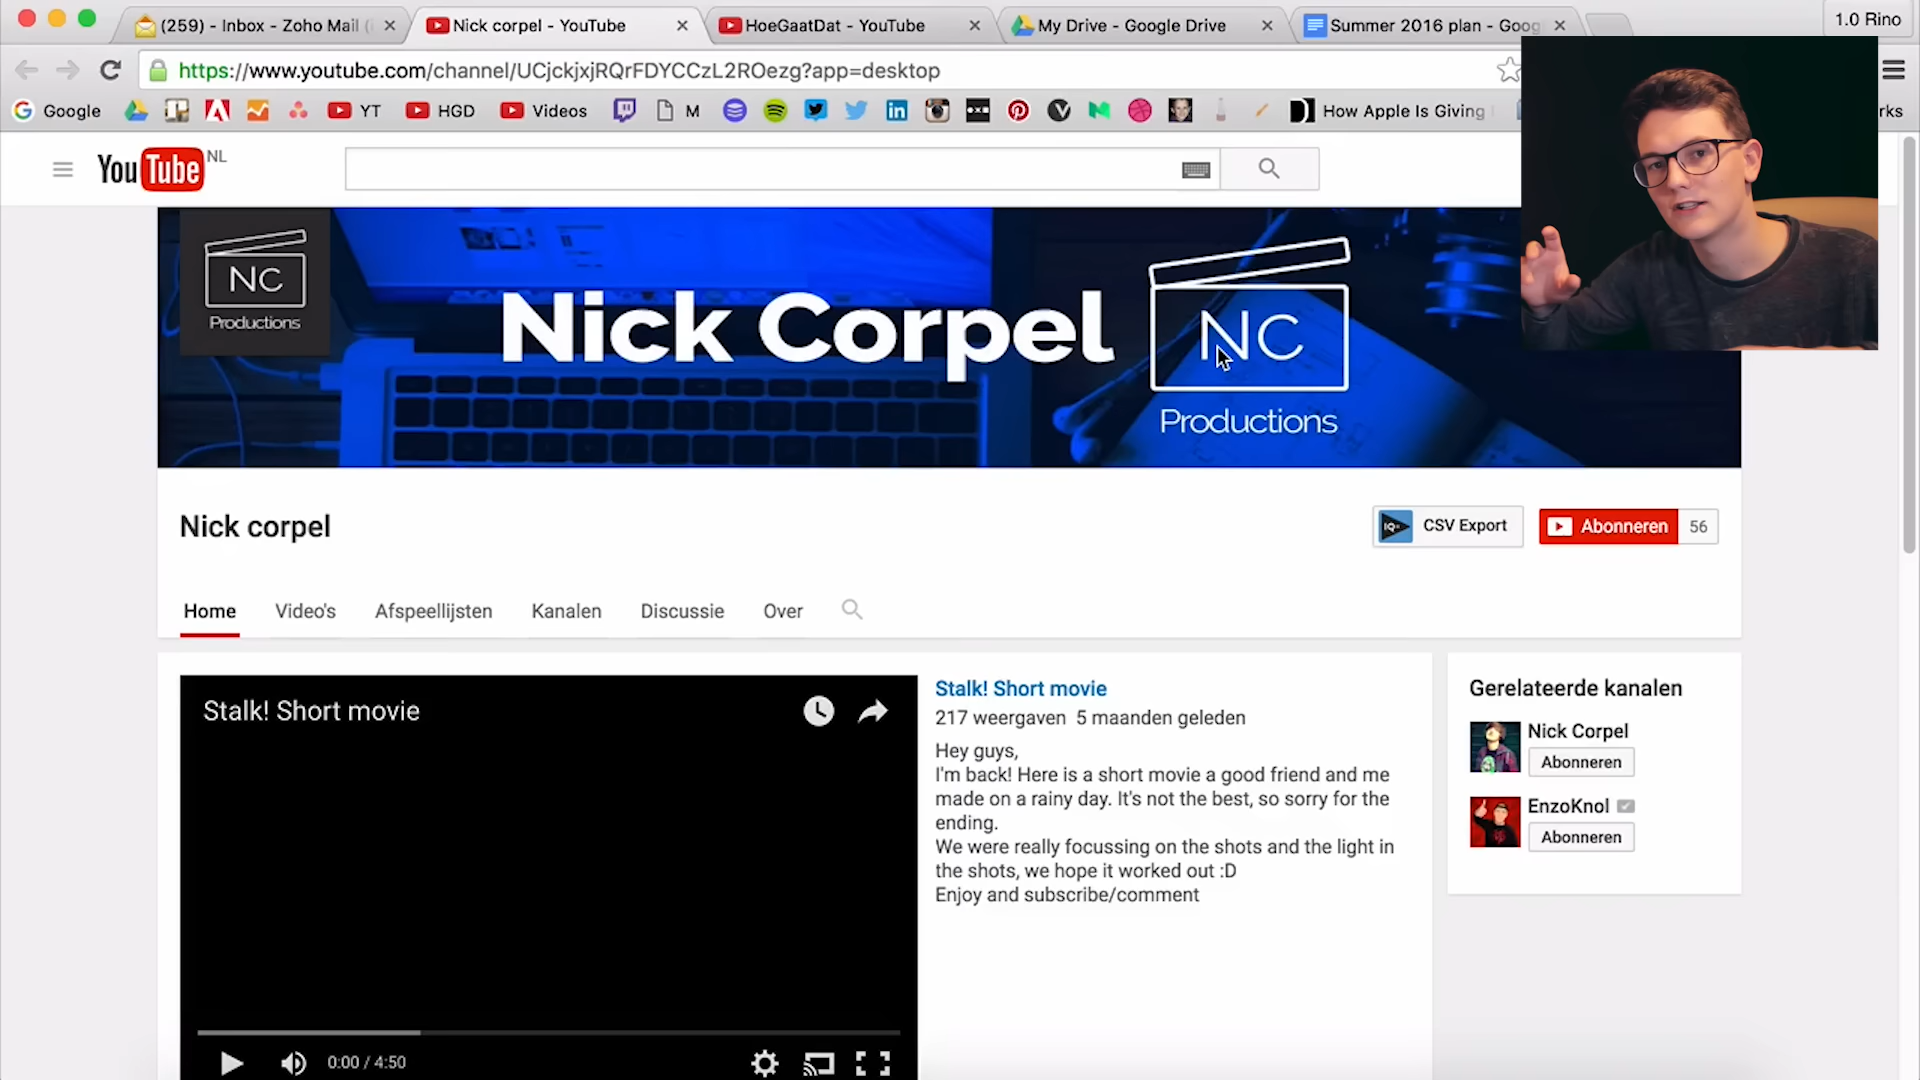 (259) - Inbox - Zoho Mail (
Nick corpel - YouTube
HoeGaatDat - YouTube
My Drive - Google Drive
Summer 2016 plan - Goog
1.0 Rino
https://www.youtube.com/channel/UCjckjxjRQrFDYCCzL2ROezg?app=desktop
Google
YT
HGD
Videos
M
How Apple Is Giving
rks
YouTube NL
NC
Productions
Nick Corpel
NC
Productions
Nick corpel
IQ
CSV Export
Abonneren
56
Home
Video's
Afspeellijsten
Kanalen
Discussie
Over
Stalk! Short movie
0:00 / 4:50
Stalk! Short movie
217 weergaven 5 maanden geleden
Hey guys,
I'm back! Here is a short movie a good friend and me
made on a rainy day. It's not the best, so sorry for the
ending.
We were really focussing on the shots and the light in
the shots, we hope it worked out :D
Enjoy and subscribe/comment
Gerelateerde kanalen
Nick Corpel
Abonneren
EnzoKnol
Abonneren